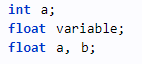 int a;
float variable;
float a, b;